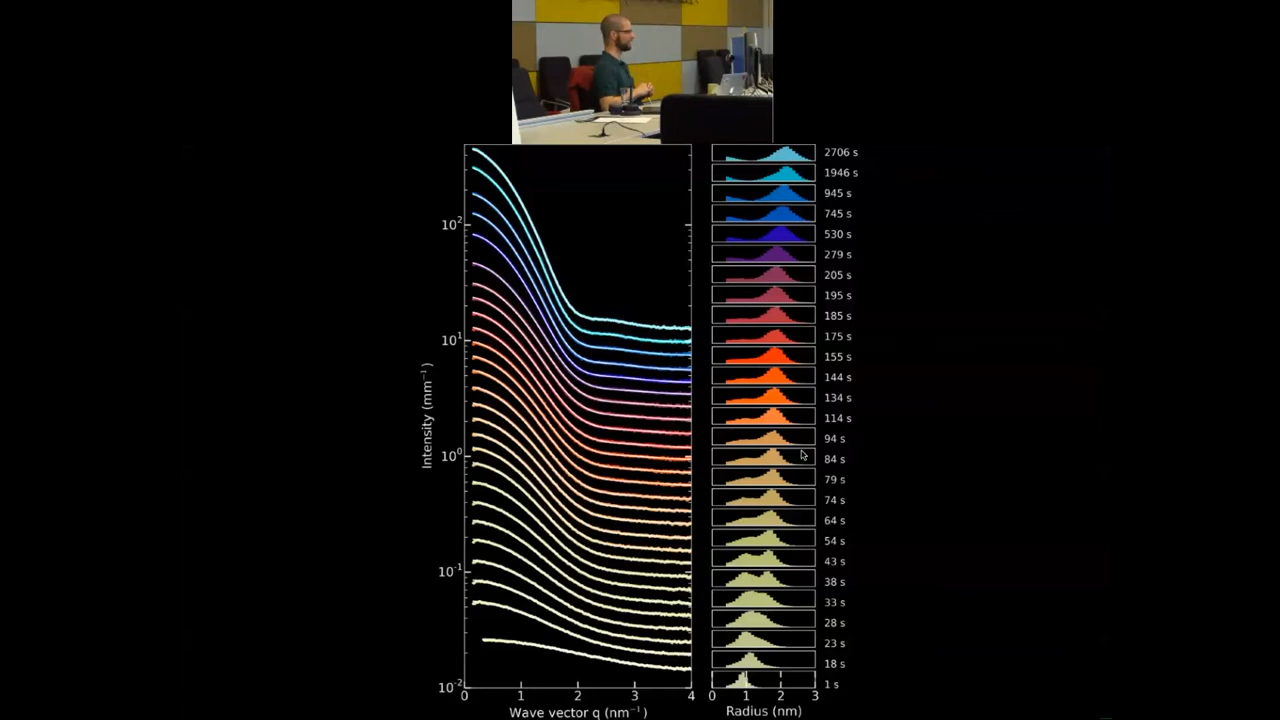 2706 s
1946 s
945 s
745 s
530 s
279 s
205 s
195 s
185 s
175 s
155 s
144 s
134 s
114 s
94 s
84 s
79 s
74 s
64 s
54 s
43 s
38 s
33 s
28 s
23 s
18 s
1 s
10²
10¹
10⁰
10⁻¹
10⁻²
Intensity (mm⁻¹)
0 1 2 3 4
Wave vector q (nm⁻¹)
0 1 2 3
Radius (nm)